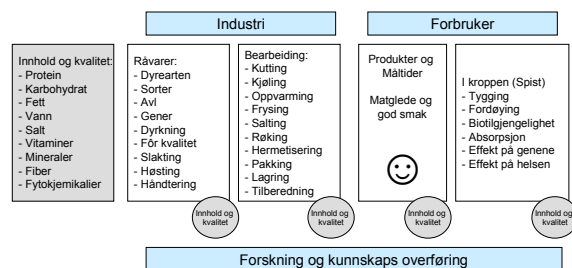 Industri
Forbruker
Innhold og kvalitet:
- Protein
- Karbohydrat
- Fett
- Vann
- Salt
- Vitaminer
- Mineraler
- Fiber
- Fytokjemikalier
Råvarer:
- Dyrearten
- Sorter
- Avl
- Gener
- Dyrkning
- Fôr kvalitet
- Slakting
- Høsting
- Håndtering
Innhold og
kvalitet
Bearbeiding:
- Kutting
- Kjøling
- Oppvarming
- Frysing
- Salting
- Røking
- Hermetisering
- Pakking
- Lagring
- Tilberedning
Innhold og
kvalitet
Produkter og
Måltider
Matglede og
god smak
Innhold og
kvalitet
I kroppen (Spist)
- Tygging
- Fordøying
- Biotilgjengelighet
- Absorpsjon
- Effekt på genene
- Effekt på helsen
Innhold og
kvalitet
Forskning og kunnskaps overføring